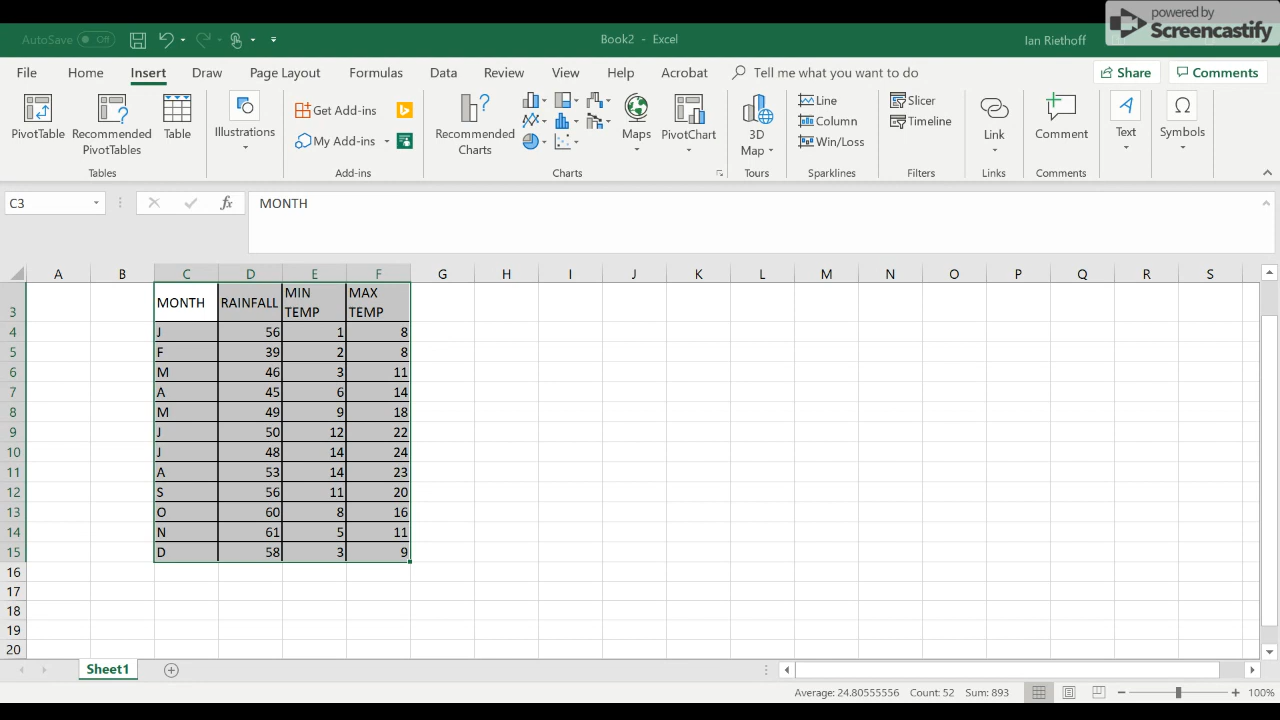 powered by
Screencastify
AutoSave Off
Book2 - Excel
Ian Riethoff
File Home Insert Draw Page Layout Formulas Data Review View Help Acrobat Tell me what you want to do Share Comments
PivotTable
Recommended
PivotTables
Table
Illustrations
Get Add-ins
My Add-ins
Recommended
Charts
Maps
PivotChart
3D
Map
Line
Column
Win/Loss
Slicer
Timeline
Link
Comment
Text
Symbols
Tables Add-ins Charts Tours Sparklines Filters Links Comments
C3 fx MONTH
A B C D E F G H I J K L M N O P Q R S
3 MONTH RAINFALL MIN TEMP MAX TEMP
4 J 56 1 8
5 F 39 2 8
6 M 46 3 11
7 A 45 6 14
8 M 49 9 18
9 J 50 12 22
10 J 48 14 24
11 A 53 14 23
12 S 56 11 20
13 O 60 8 16
14 N 61 5 11
15 D 58 3 9
16
17
18
19
20
Sheet1
Average: 24.80555556 Count: 52 Sum: 893 100%